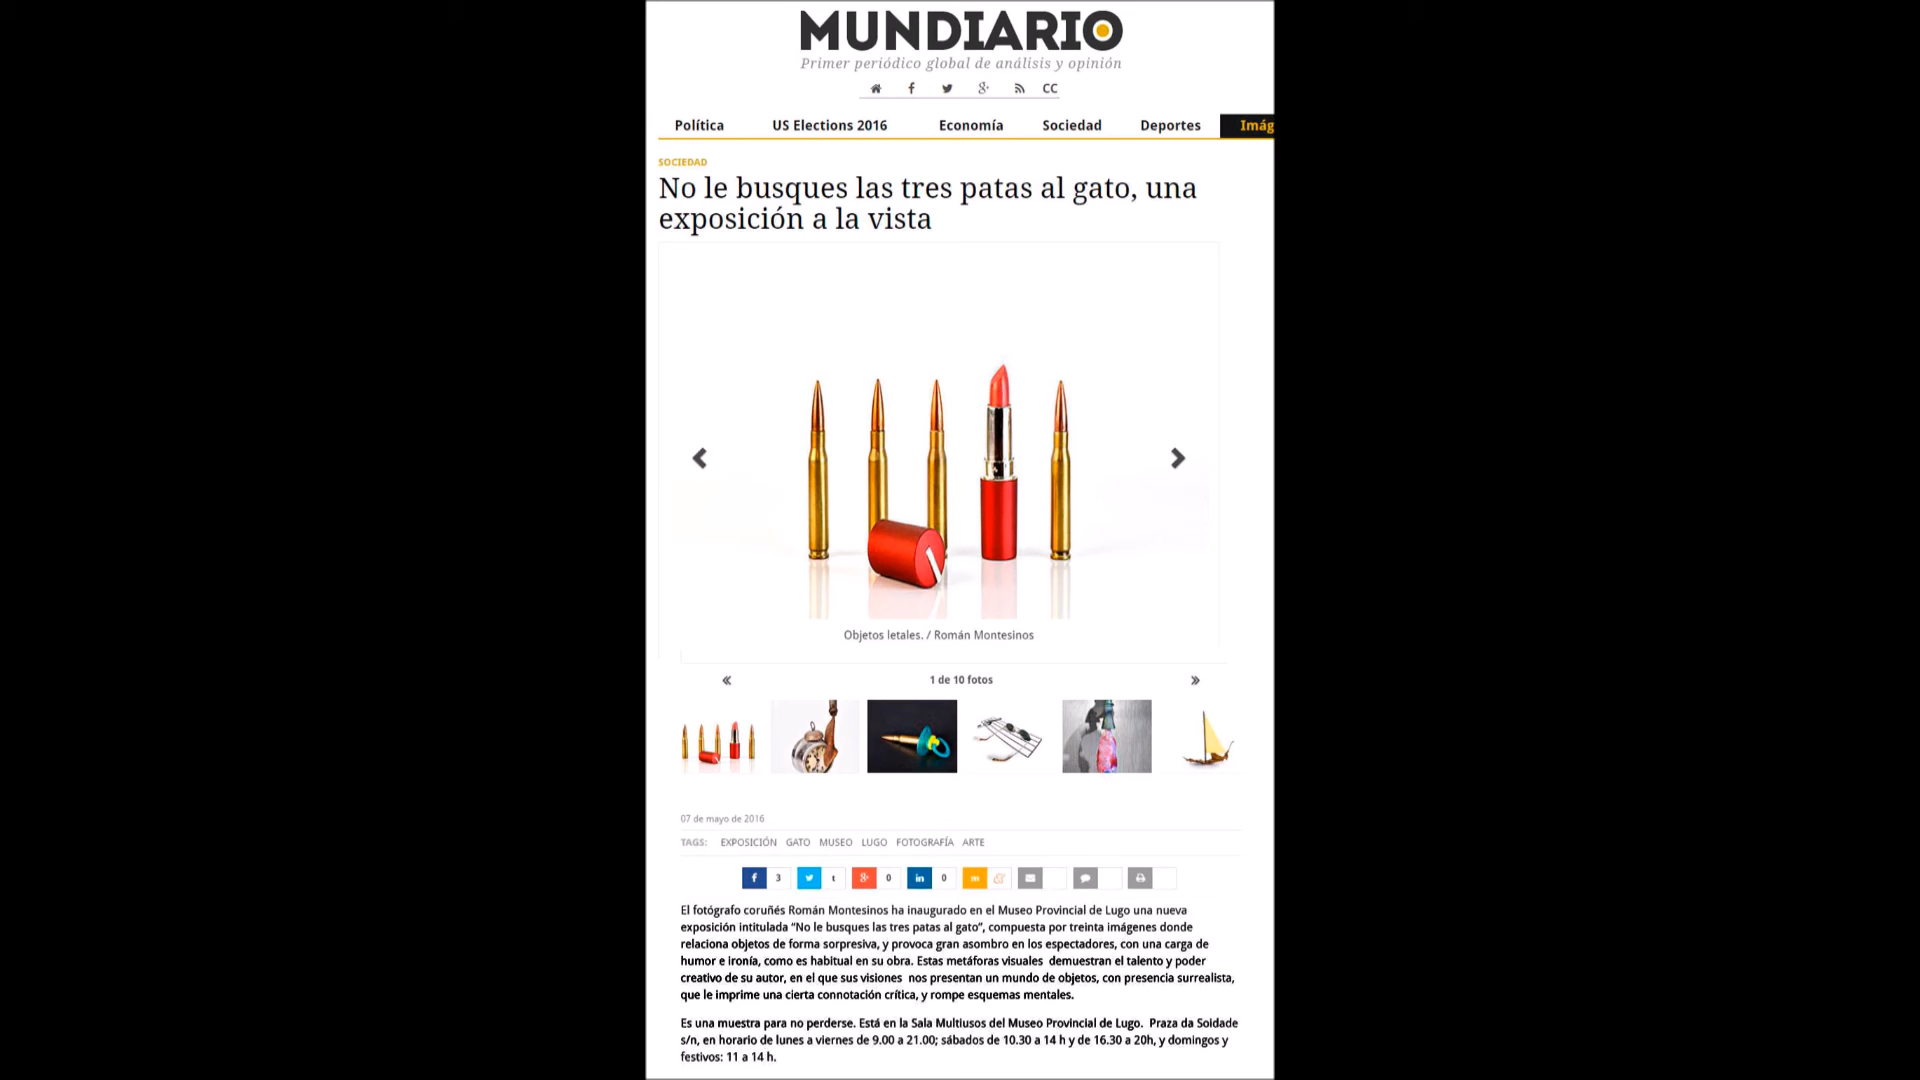 MUNDIARIO
Primer periódico global de análisis y opinión
CC
Política US Elections 2016 Economía Sociedad Deportes Imág
SOCIEDAD
No le busques las tres patas al gato, una
exposición a la vista
Objetos letales. / Román Montesinos
1 de 10 fotos
07 de mayo de 2016
TAGS: EXPOSICIÓN GATO MUSEO LUGO FOTOGRAFÍA ARTE
3 t 0 0
El fotógrafo coruñés Román Montesinos ha inaugurado en el Museo Provincial de Lugo una nueva
exposición intitulada “No le busques las tres patas al gato”, compuesta por treinta imágenes donde
relaciona objetos de forma sorpresiva, y provoca gran asombro en los espectadores, con una carga de
humor e ironía, como es habitual en su obra. Estas metáforas visuales demuestran el talento y poder
creativo de su autor, en el que sus visiones nos presentan un mundo de objetos, con presencia surrealista,
que le imprime una cierta connotación crítica, y rompe esquemas mentales.
Es una muestra para no perderse. Está en la Sala Multiusos del Museo Provincial de Lugo. Praza da Soidade
s/n, en horario de lunes a viernes de 9.00 a 21.00; sábados de 10.30 a 14 h y de 16.30 a 20h, y domingos y
festivos: 11 a 14 h.